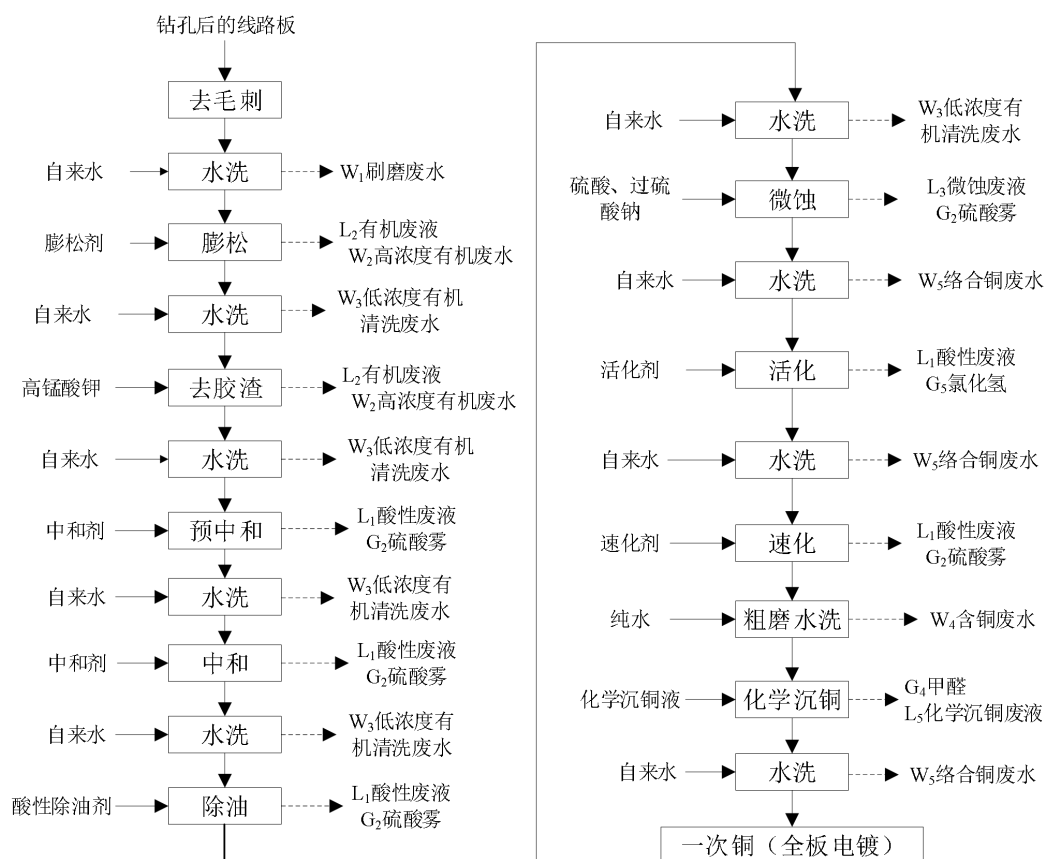 钻孔后的线路板
去毛刺
自来水
水洗
W₁刷磨废水
膨松剂
膨松
L₂有机废液
W₂高浓度有机废水
自来水
水洗
W₃低浓度有机
清洗废水
高锰酸钾
去胶渣
L₂有机废液
W₂高浓度有机废水
自来水
水洗
W₃低浓度有机
清洗废水
中和剂
预中和
L₁酸性废液
G₂硫酸雾
自来水
水洗
W₃低浓度有
机清洗废水
中和剂
中和
L₁酸性废液
G₂硫酸雾
自来水
水洗
W₃低浓度有
机清洗废水
酸性除油剂
除油
L₁酸性废液
G₂硫酸雾
自来水
水洗
W₃低浓度有
机清洗废水
硫酸、过硫
酸钠
微蚀
L₃微蚀废液
G₂硫酸雾
自来水
水洗
W₅络合铜废水
活化剂
活化
L₁酸性废液
G₅氯化氢
自来水
水洗
W₅络合铜废水
速化剂
速化
L₁酸性废液
G₂硫酸雾
纯水
粗磨水洗
W₄含铜废水
化学沉铜液
化学沉铜
G₄甲醛
L₅化学沉铜废液
自来水
水洗
W₅络合铜废水
一次铜（全板电镀）